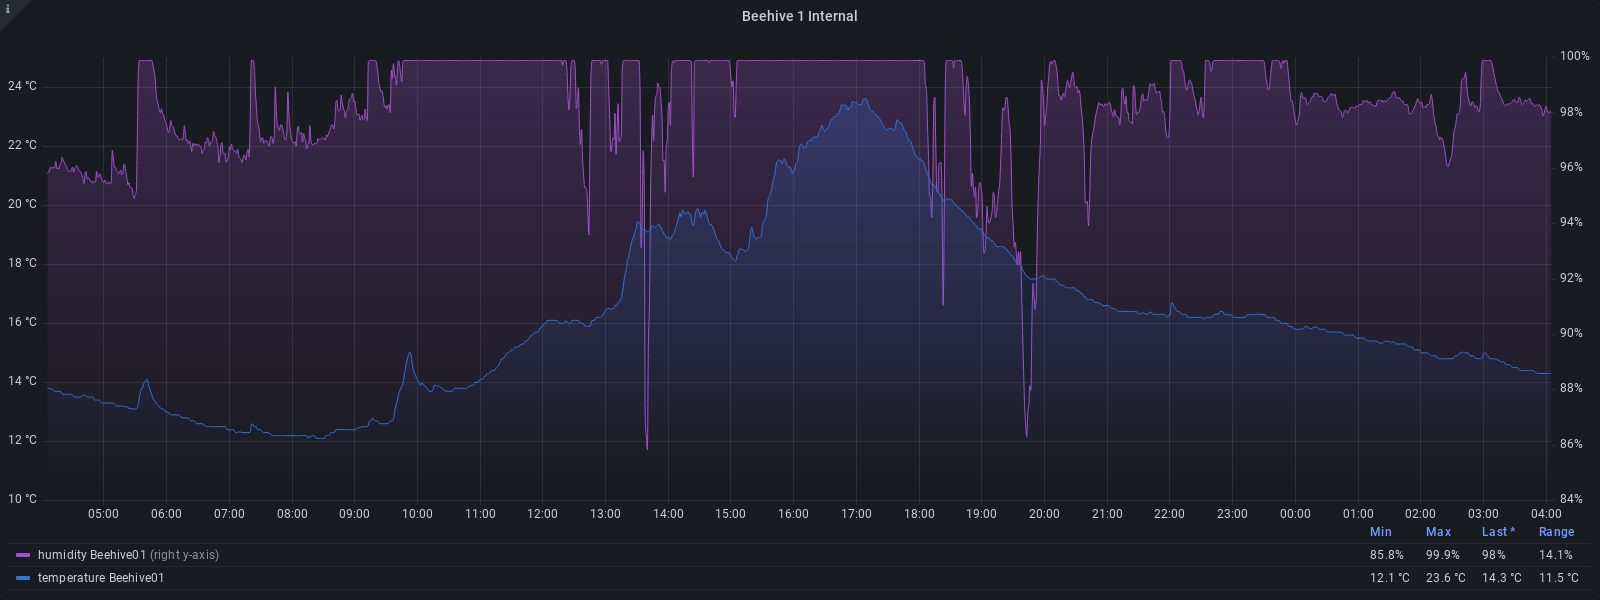 i
Beehive 1 Internal
100%
24 °C
98%
22 °C
96%
20 °C
94%
18 °C
92%
16 °C
90%
14 °C
88%
12 °C
86%
10 °C
84%
05:00 06:00 07:00 08:00 09:00 10:00 11:00 12:00 13:00 14:00 15:00 16:00 17:00 18:00 19:00 20:00 21:00 22:00 23:00 00:00 01:00 02:00 03:00 04:00
Min Max Last * Range
humidity Beehive01 (right y-axis) 85.8% 99.9% 98% 14.1%
temperature Beehive01 12.1 °C 23.6 °C 14.3 °C 11.5 °C